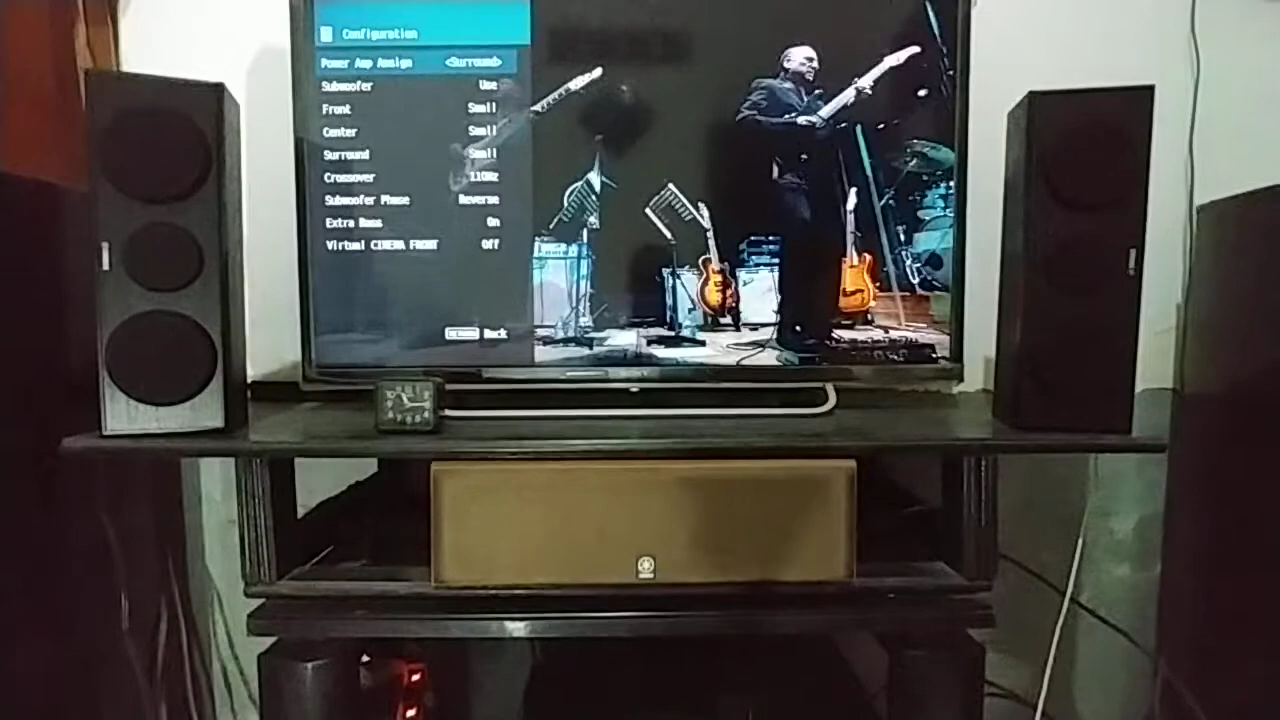 Configuration
Power Amp Assign <Surround>
Subwoofer Use
Front Small
Center Small
Surround Small
Crossover 110Hz
Subwoofer Phase Reverse
Extra Bass On
Virtual CINEMA FRONT Off
Back